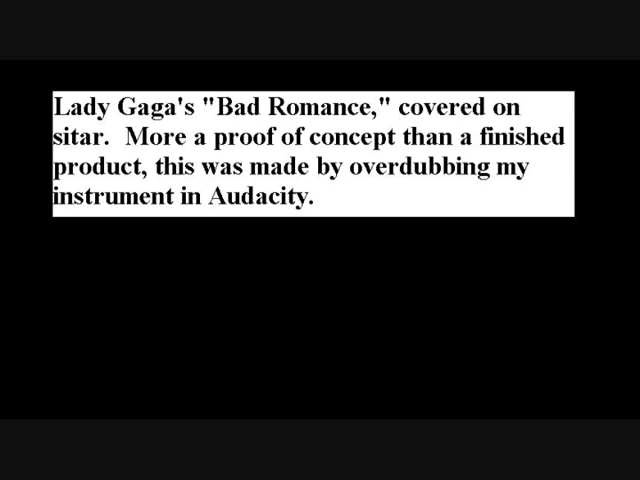 Lady Gaga's "Bad Romance," covered on
sitar.  More a proof of concept than a finished
product, this was made by overdubbing my
instrument in Audacity.